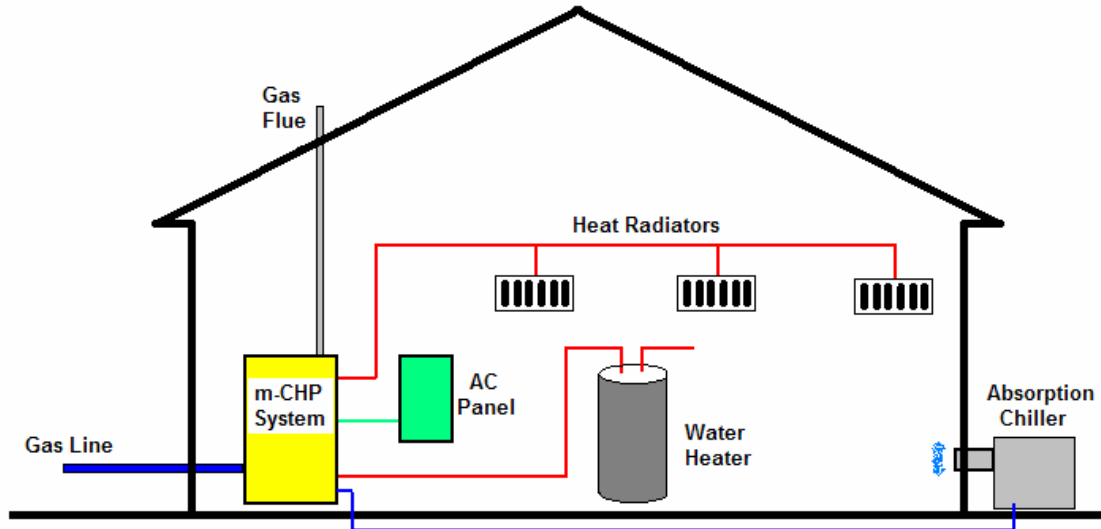 Gas
Flue
Heat Radiators
m-CHP
System
AC
Panel
Absorption
Chiller
Gas Line
Water
Heater